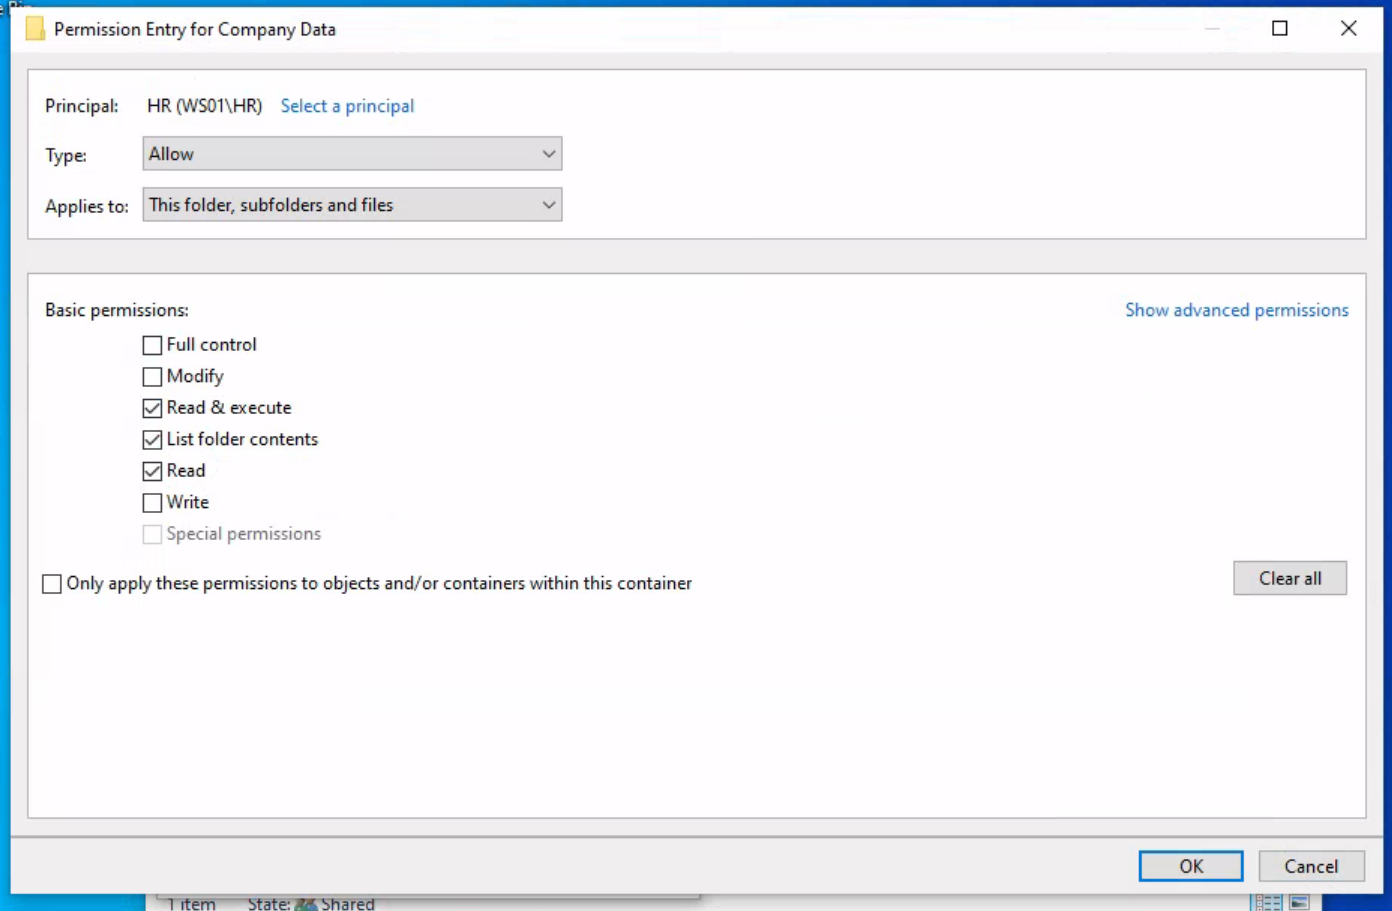 Permission Entry for Company Data
Principal: HR (WS01\HR) Select a principal
Type: Allow
Applies to: This folder, subfolders and files
Basic permissions: Show advanced permissions
Full control
Modify
Read & execute
List folder contents
Read
Write
Special permissions
Only apply these permissions to objects and/or containers within this container
Clear all
OK Cancel
1 item State: Shared